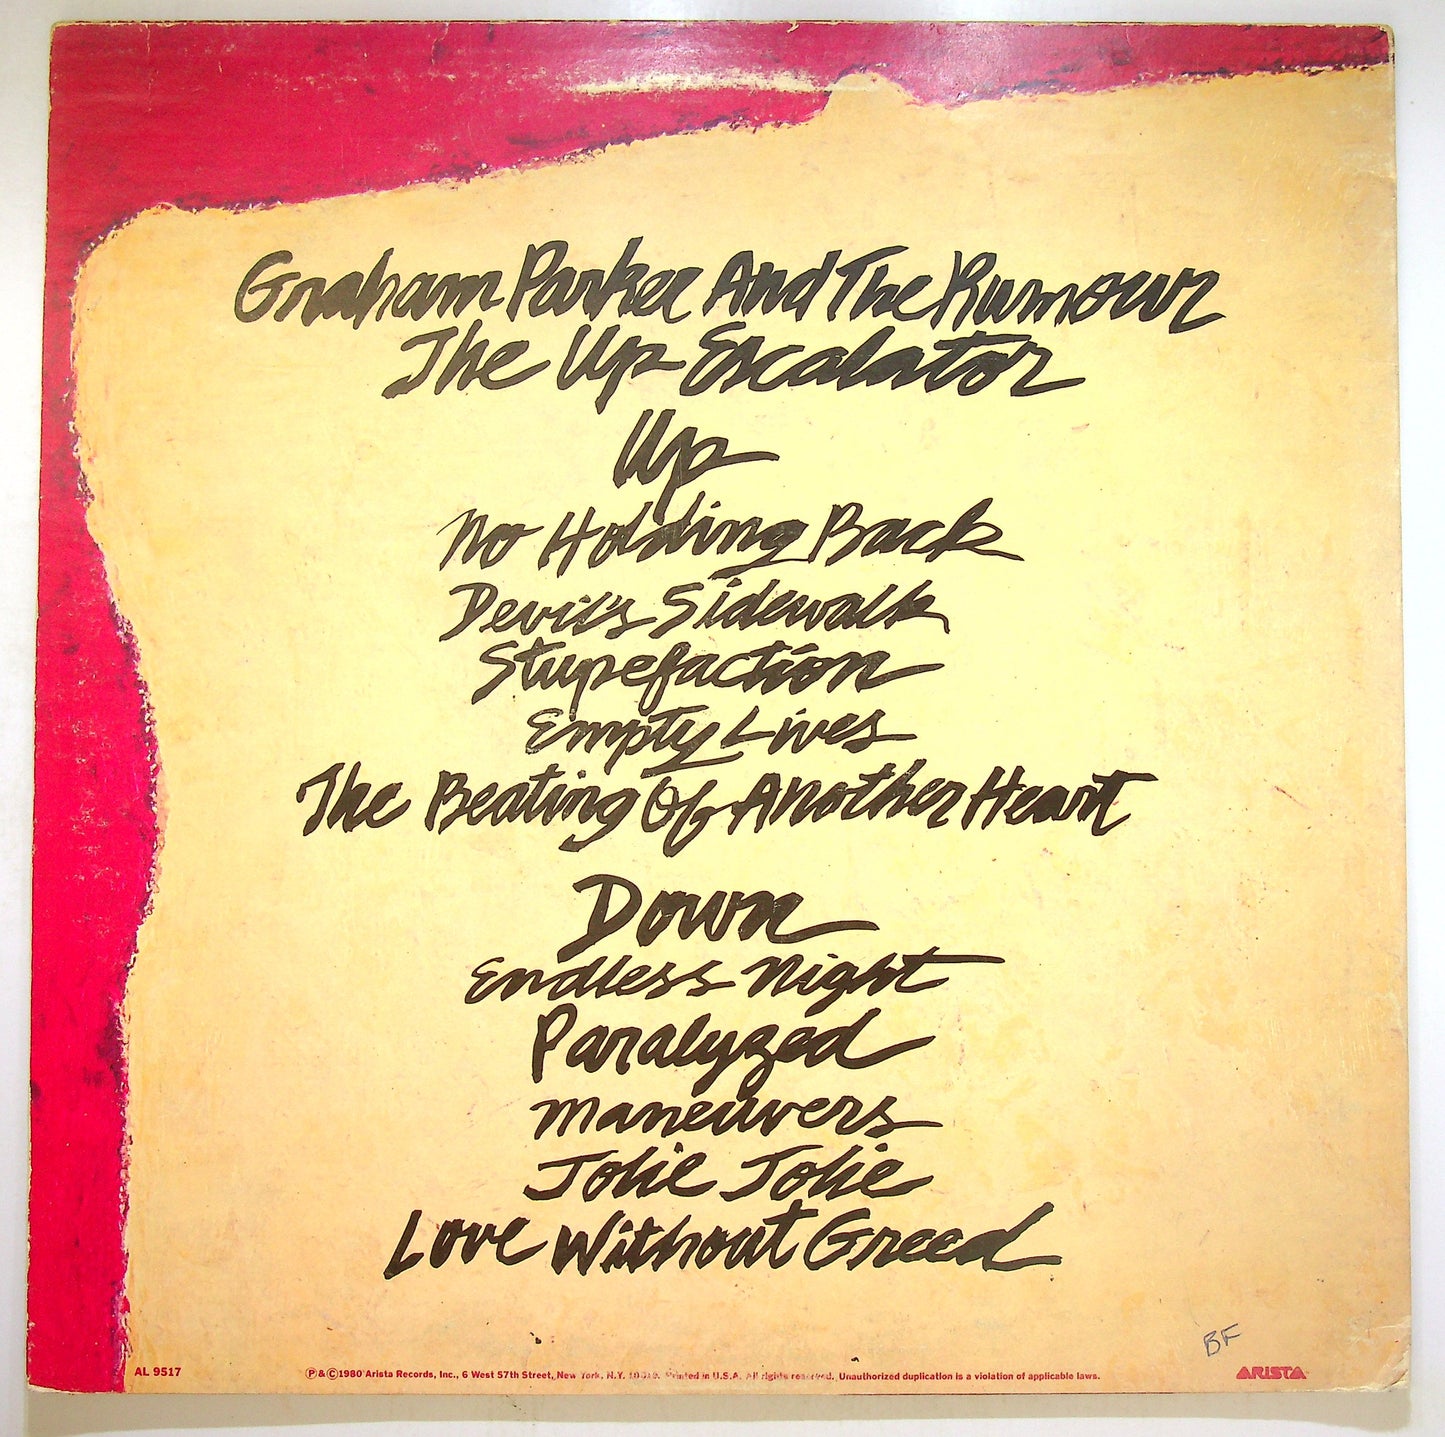 Graham Parker And The Rumour
The Up Escalator
Up
No Holding Back
Devil's Sidewalk
Stupefaction
Empty Lives
The Beating Of Another Heart
Down
Endless Night
Paralyzed
Maneuvers
Jolie Jolie
Love Without Greed
BF
AL 9517
℗&©1980 Arista Records, Inc., 6 West 57th Street, New York, N.Y. 10019. Printed in U.S.A. All rights reserved. Unauthorized duplication is a violation of applicable laws.
ARISTA